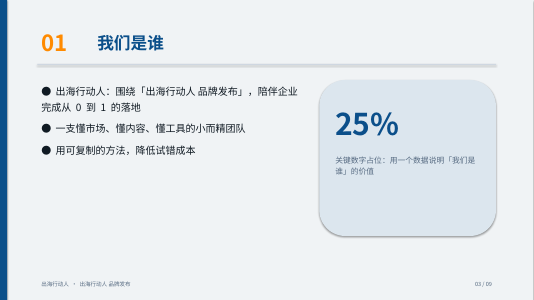 01 我们是谁
● 出海行动人：围绕「出海行动人 品牌发布」，陪伴企业
完成从 0 到 1 的落地
● 一支懂市场、懂内容、懂工具的小而精团队
● 用可复制的方法，降低试错成本
25%
关键数字占位：用一个数据说明「我们是
谁」的价值
出海行动人 · 出海行动人 品牌发布
03 / 09